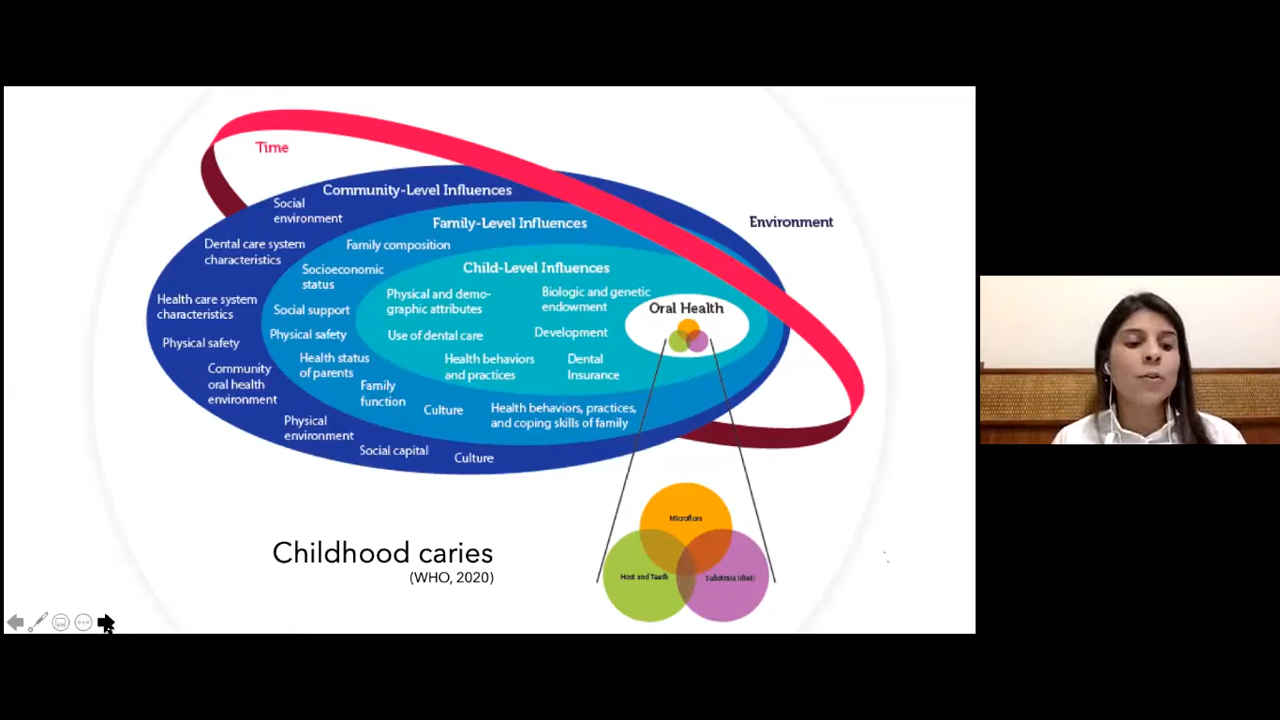 Time
Community-Level Influences
Social
environment
Environment
Family-Level Influences
Dental care system
characteristics
Family composition
Socioeconomic
status
Child-Level Influences
Health care system
characteristics
Social support
Physical and demo-
graphic attributes
Biologic and genetic
endowment
Oral Health
Physical safety
Physical safety
Use of dental care
Development
Community
oral health
environment
Health status
of parents
Health behaviors
and practices
Dental
Insurance
Family
function
Culture
Health behaviors, practices,
and coping skills of family
Physical
environment
Social capital
Culture
Microflora
Host and Teeth
Substrate (diet)
Childhood caries
(WHO, 2020)